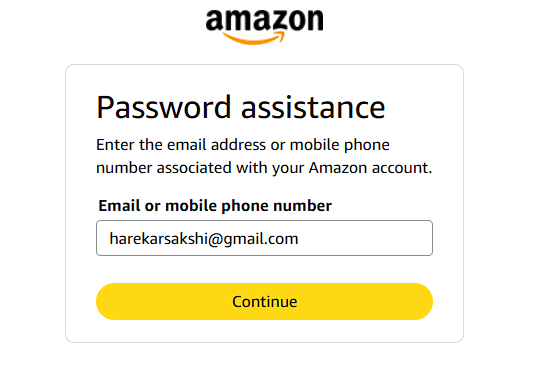 amazon
Password assistance
Enter the email address or mobile phone
number associated with your Amazon account.
Email or mobile phone number
harekarsakshi@gmail.com
Continue